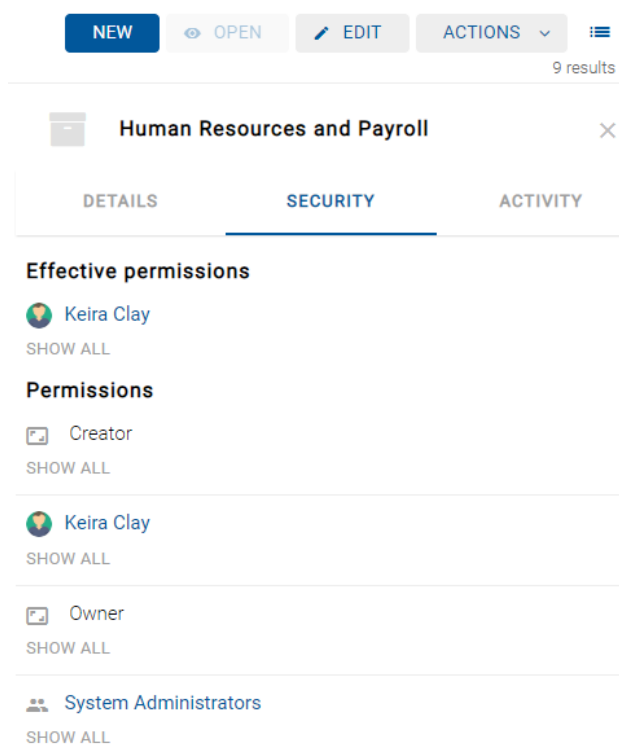 NEW OPEN EDIT ACTIONS
9 results
Human Resources and Payroll
DETAILS SECURITY ACTIVITY
Effective permissions
Keira Clay
SHOW ALL
Permissions
Creator
SHOW ALL
Keira Clay
SHOW ALL
Owner
SHOW ALL
System Administrators
SHOW ALL